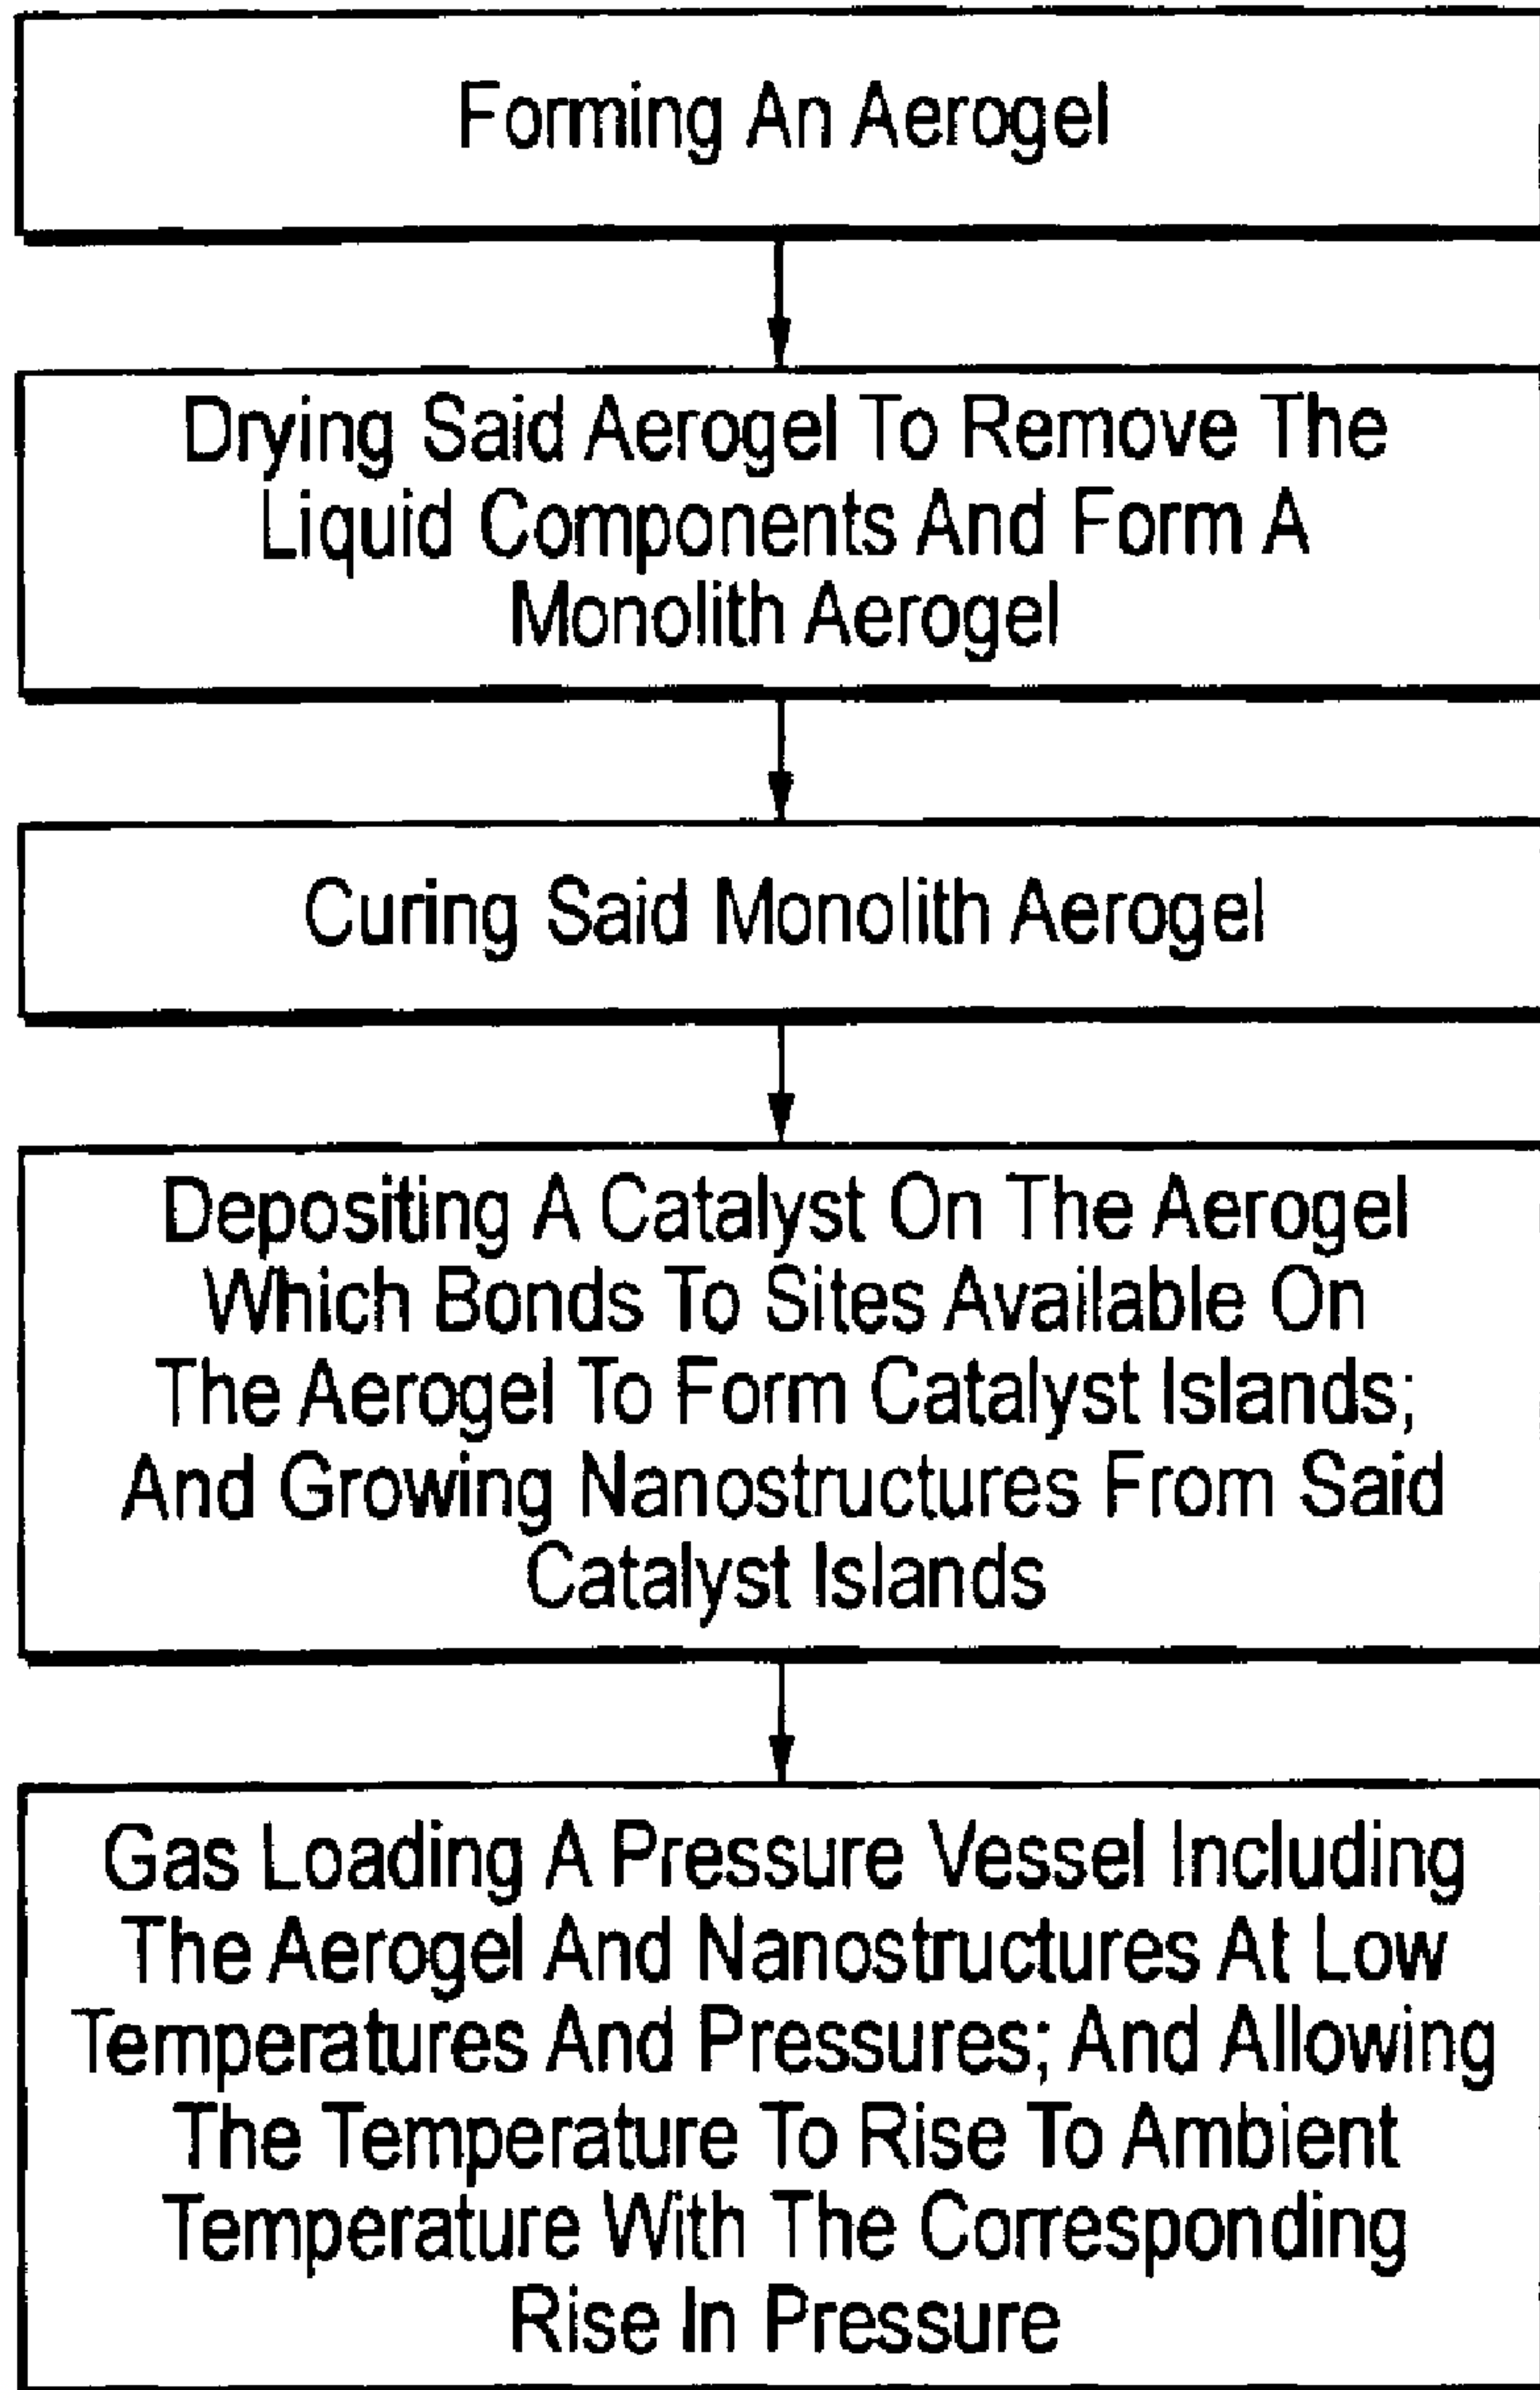 Forming An Aerogel
Drying Said Aerogel To Remove The
Liquid Components And Form A
Monolith Aerogel
Curing Said Monolith Aerogel
Depositing A Catalyst On The Aerogel
Which Bonds To Sites Available On
The Aerogel To Form Catalyst Islands;
And Growing Nanostructures From Said
Catalyst Islands
Gas Loading A Pressure Vessel Including
The Aerogel And Nanostructures At Low
Temperatures And Pressures; And Allowing
The Temperature To Rise To Ambient
Temperature With The Corresponding
Rise In Pressure